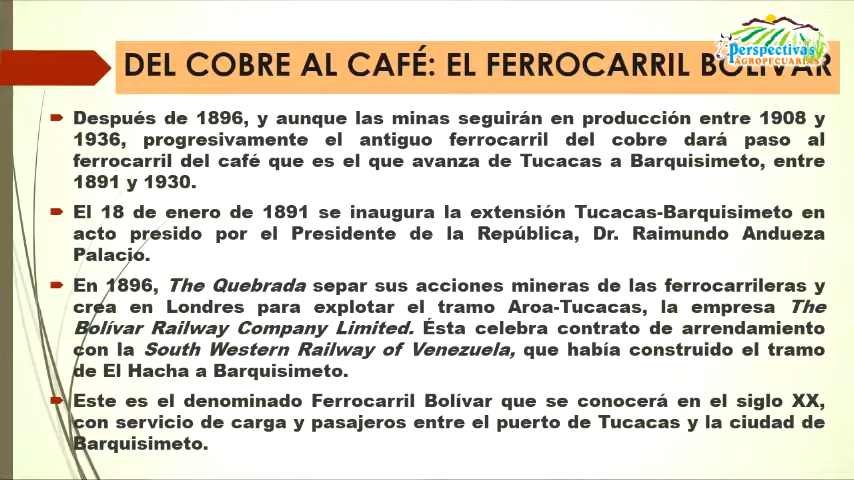 Perspectivas
AGROPECUARIAS
DEL COBRE AL CAFÉ: EL FERROCARRIL BOLÍVAR
Después de 1896, y aunque las minas seguirán en producción entre 1908 y
1936, progresivamente el antiguo ferrocarril del cobre dará paso al
ferrocarril del café que es el que avanza de Tucacas a Barquisimeto, entre
1891 y 1930.
El 18 de enero de 1891 se inaugura la extensión Tucacas-Barquisimeto en
acto presido por el Presidente de la República, Dr. Raimundo Andueza
Palacio.
En 1896, The Quebrada separ sus acciones mineras de las ferrocarrileras y
crea en Londres para explotar el tramo Aroa-Tucacas, la empresa The
Bolívar Railway Company Limited. Ésta celebra contrato de arrendamiento
con la South Western Railway of Venezuela, que había construido el tramo
de El Hacha a Barquisimeto.
Este es el denominado Ferrocarril Bolívar que se conocerá en el siglo XX,
con servicio de carga y pasajeros entre el puerto de Tucacas y la ciudad de
Barquisimeto.